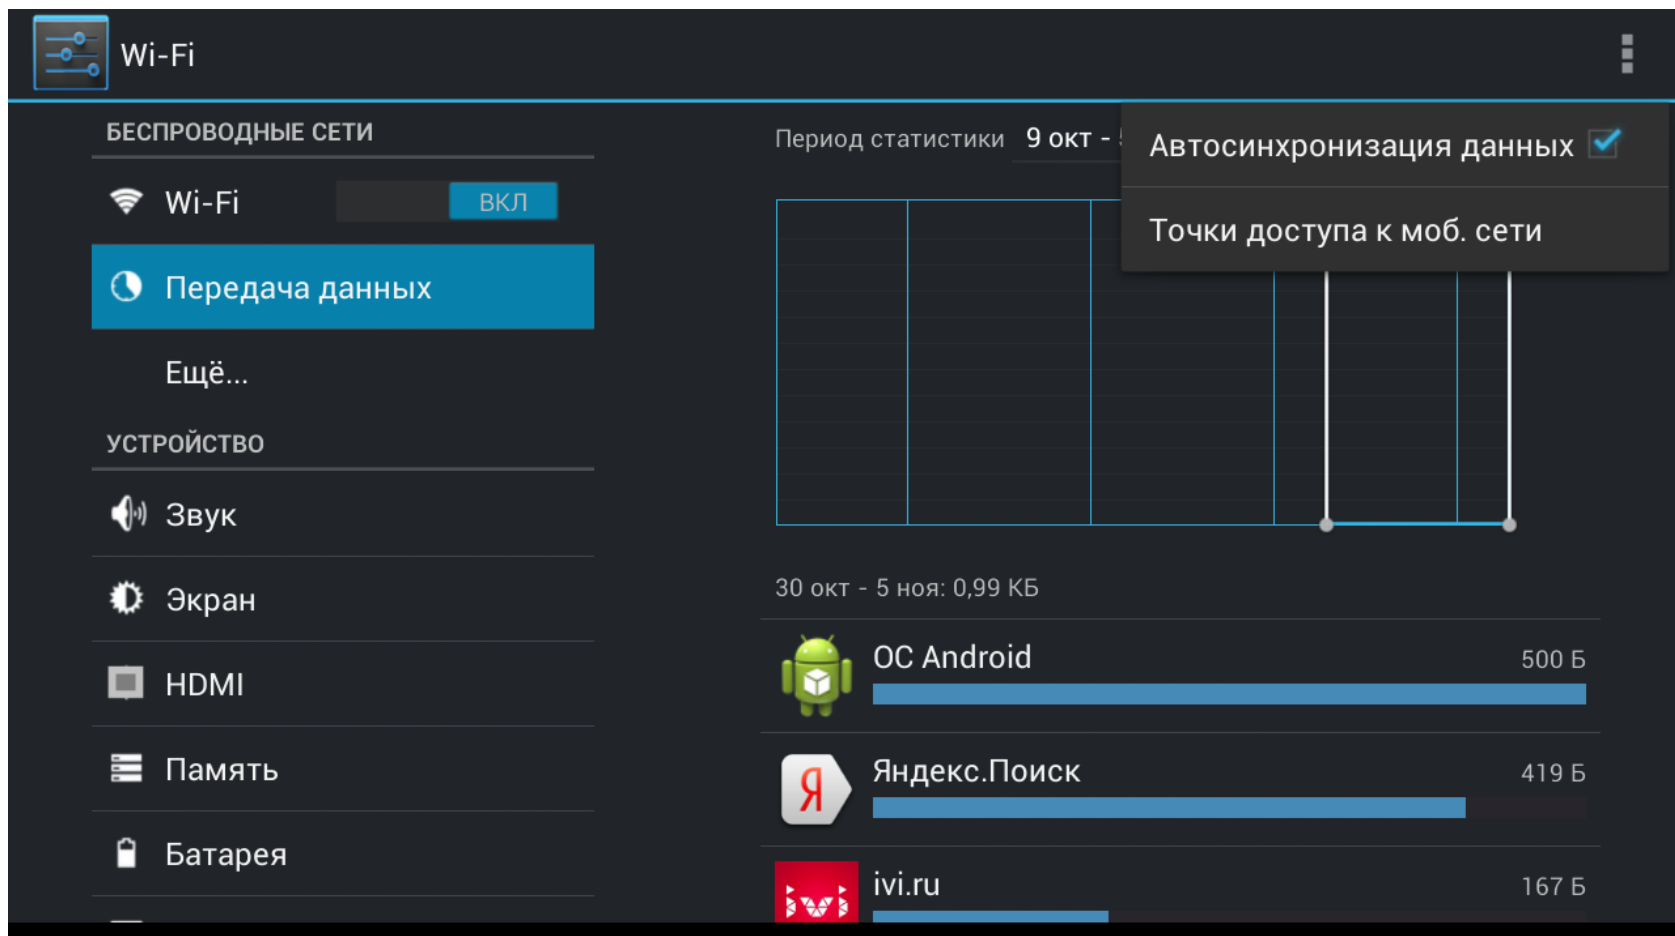 Wi-Fi
БЕСПРОВОДНЫЕ СЕТИ
Wi-Fi
ВКЛ
Передача данных
Ещё...
УСТРОЙСТВО
Звук
Экран
HDMI
Память
Батарея
Период статистики 9 окт -
Автосинхронизация данных
Точки доступа к моб. сети
30 окт - 5 ноя: 0,99 КБ
ОС Android 500 Б
Я
Яндекс.Поиск 419 Б
ivi
ivi.ru 167 Б